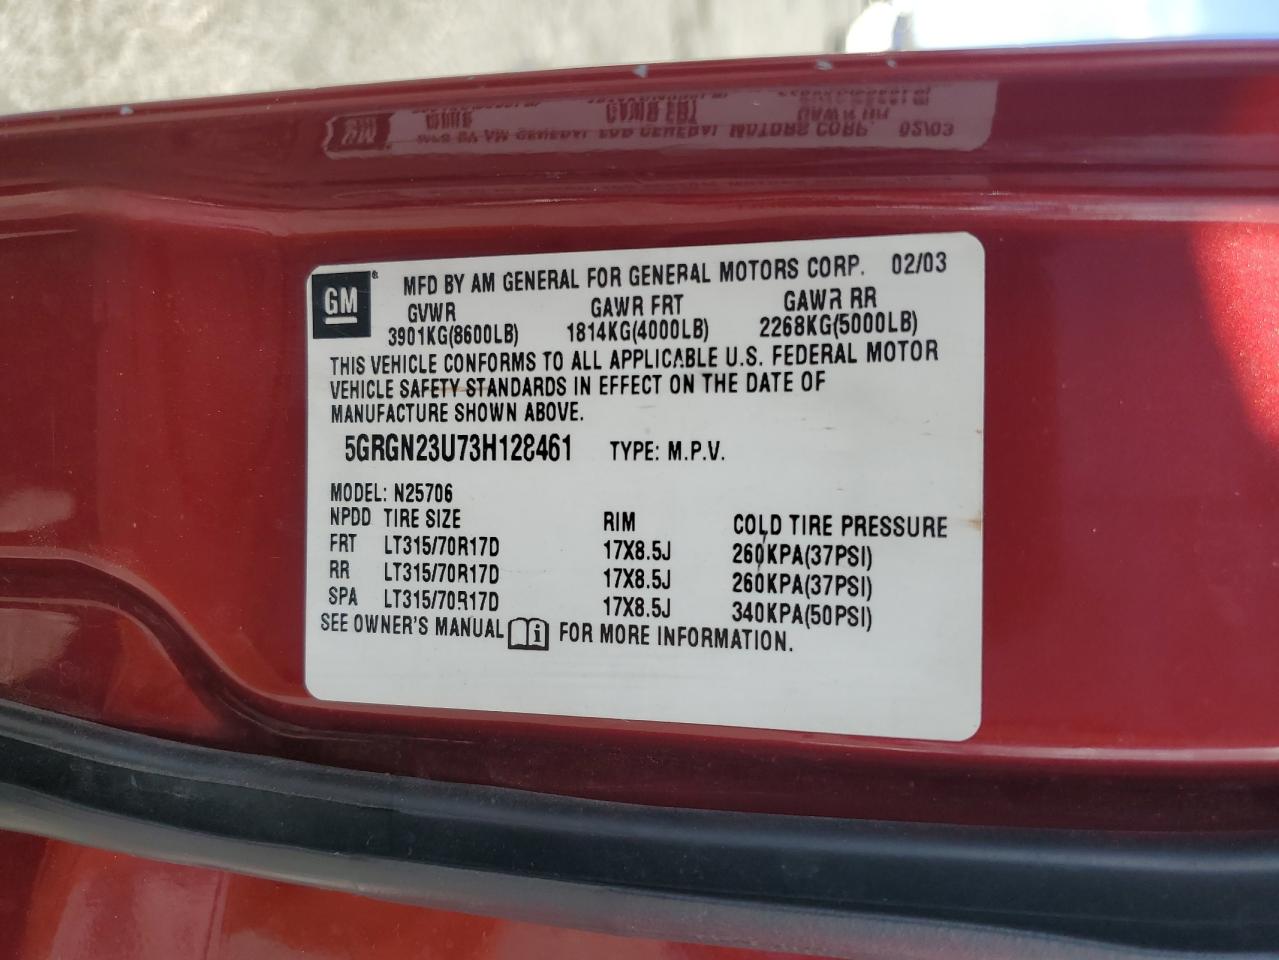 GM ® MFD BY AM GENERAL FOR GENERAL MOTORS CORP. 02/03
GVWR GAWR FRT GAWR RR
3901KG(8600LB) 1814KG(4000LB) 2268KG(5000LB)
THIS VEHICLE CONFORMS TO ALL APPLICABLE U.S. FEDERAL MOTOR
VEHICLE SAFETY STANDARDS IN EFFECT ON THE DATE OF
MANUFACTURE SHOWN ABOVE.
5GRGN23U73H128461 TYPE: M.P.V.
MODEL: N25706
NPDD TIRE SIZE RIM COLD TIRE PRESSURE
FRT LT315/70R17D 17X8.5J 260KPA(37PSI)
RR LT315/70R17D 17X8.5J 260KPA(37PSI)
SPA LT315/70R17D 17X8.5J 340KPA(50PSI)
SEE OWNER'S MANUAL i FOR MORE INFORMATION.